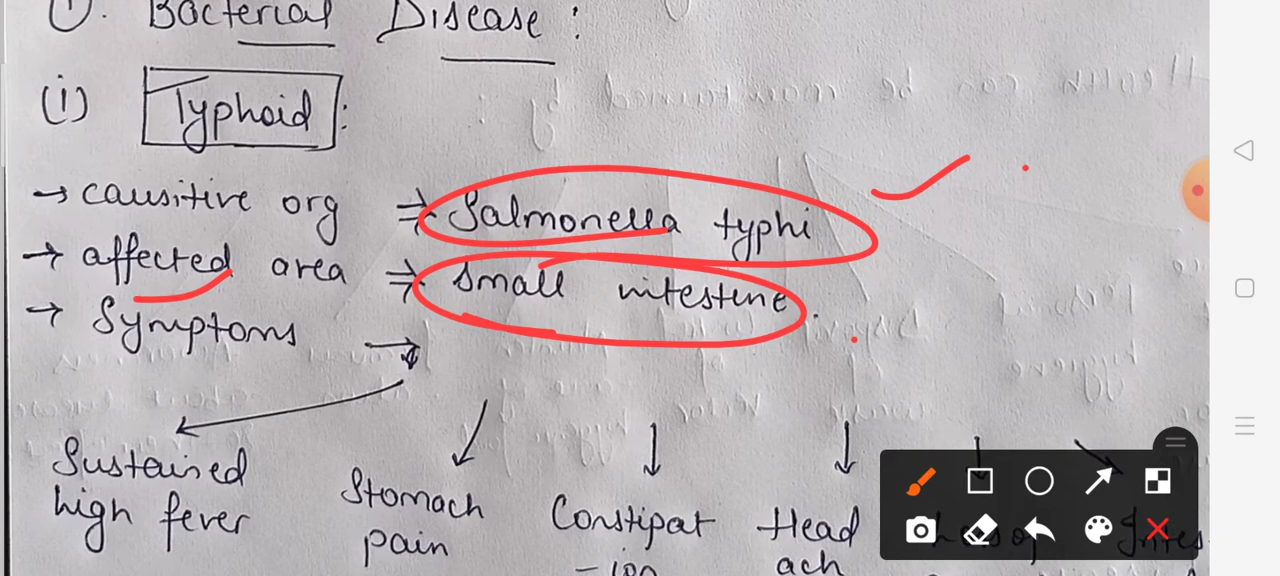 ①. Bacterial Disease:
(i) Typhoid:
→ causitive org ⇒ Salmonella typhi
→ affected area ⇒ Small intestine.
→ Symptoms →
Sustained high fever
Stomach pain
Constipat-ion
Head ach